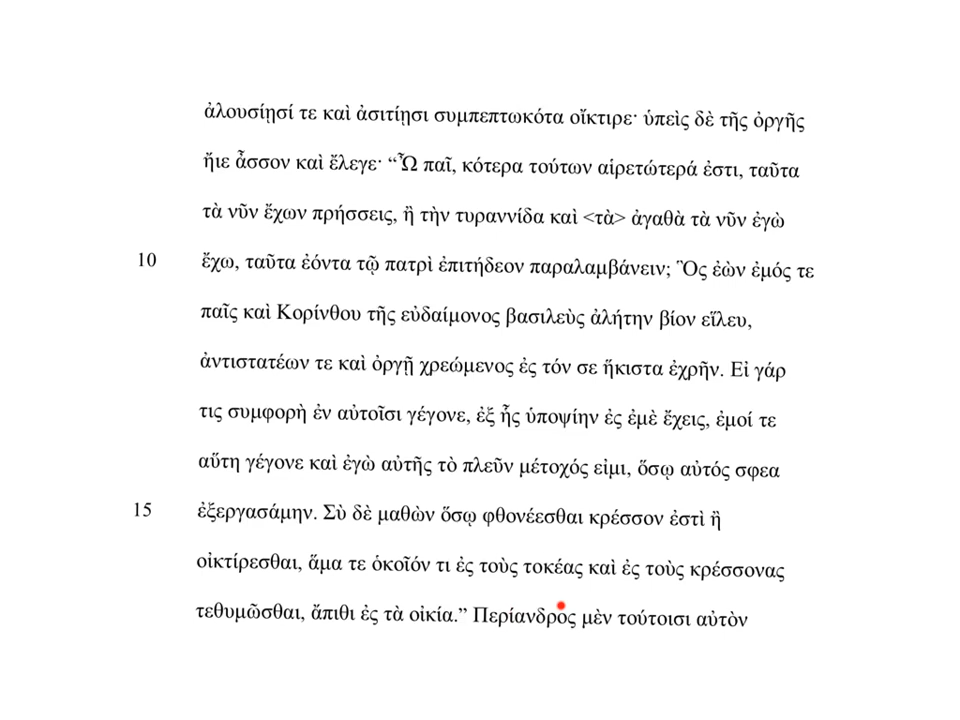 ἀλουσίῃσί τε καὶ ἀσιτίῃσι συμπεπτωκότα οἴκτιρε· ὑπεὶς δὲ τῆς ὀργῆς
ἤιε ἆσσον καὶ ἔλεγε· “Ὦ παῖ, κότερα τούτων αἱρετώτερά ἐστι, ταῦτα
τὰ νῦν ἔχων πρήσσεις, ἢ τὴν τυραννίδα καὶ <τὰ> ἀγαθὰ τὰ νῦν ἐγὼ
10 ἔχω, ταῦτα ἐόντα τῷ πατρὶ ἐπιτήδεον παραλαμβάνειν; Ὃς ἐὼν ἐμός τε
παῖς καὶ Κορίνθου τῆς εὐδαίμονος βασιλεὺς ἀλήτην βίον εἵλευ,
ἀντιστατέων τε καὶ ὀργῇ χρεώμενος ἐς τόν σε ἥκιστα ἐχρῆν. Εἰ γάρ
τις συμφορὴ ἐν αὐτοῖσι γέγονε, ἐξ ἧς ὑποψίην ἐς ἐμὲ ἔχεις, ἐμοί τε
αὕτη γέγονε καὶ ἐγὼ αὐτῆς τὸ πλεῦν μέτοχός εἰμι, ὅσῳ αὐτός σφεα
15 ἐξεργασάμην. Σὺ δὲ μαθὼν ὅσῳ φθονέεσθαι κρέσσον ἐστὶ ἢ
οἰκτίρεσθαι, ἅμα τε ὁκοῖόν τι ἐς τοὺς τοκέας καὶ ἐς τοὺς κρέσσονας
τεθυμῶσθαι, ἄπιθι ἐς τὰ οἰκία.” Περίανδρος μὲν τούτοισι αὐτὸν